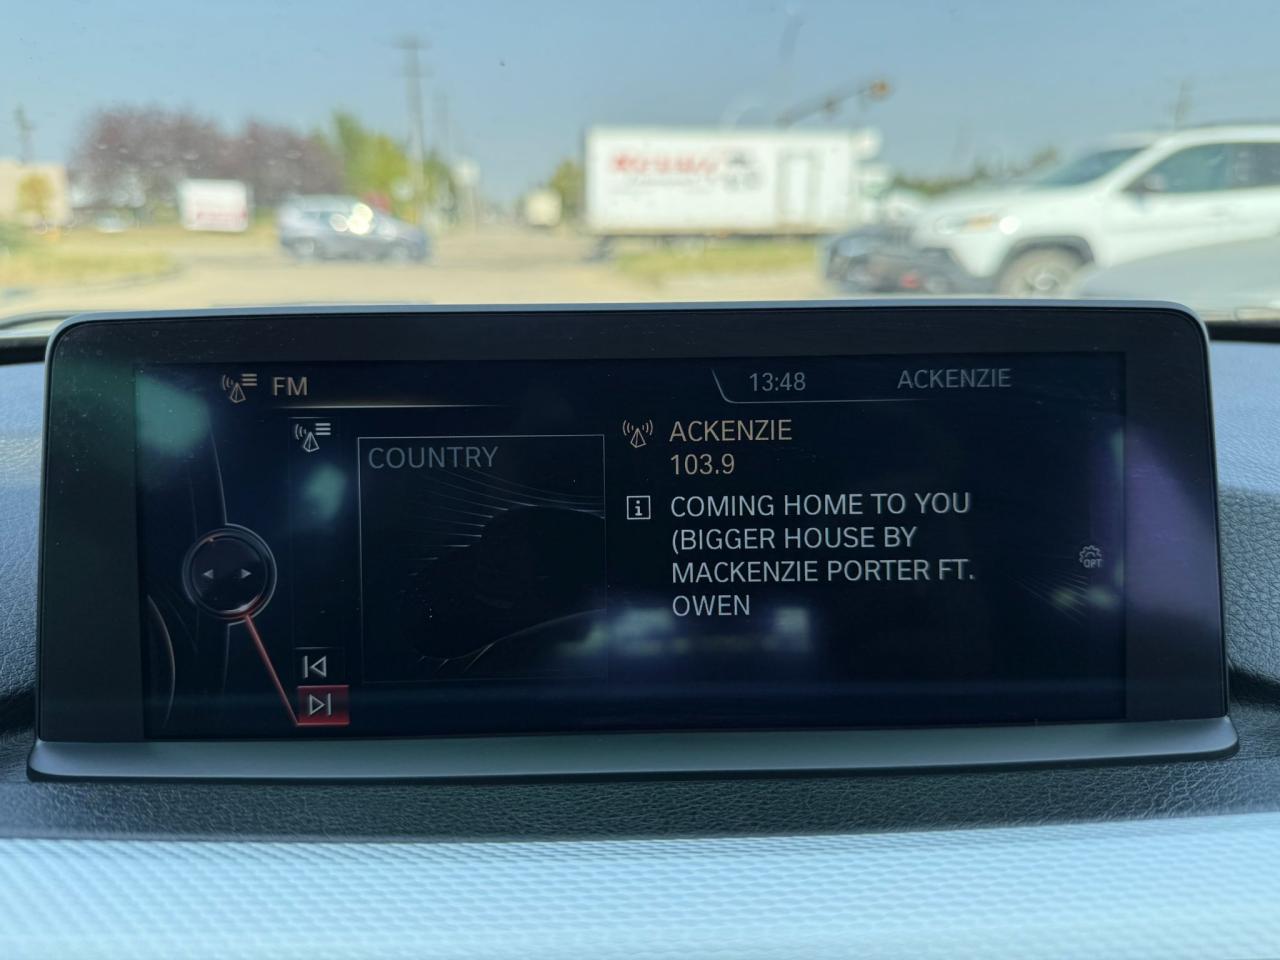 FM
13:48
ACKENZIE
COUNTRY
ACKENZIE
103.9
COMING HOME TO YOU
(BIGGER HOUSE BY
MACKENZIE PORTER FT.
OWEN
OPT